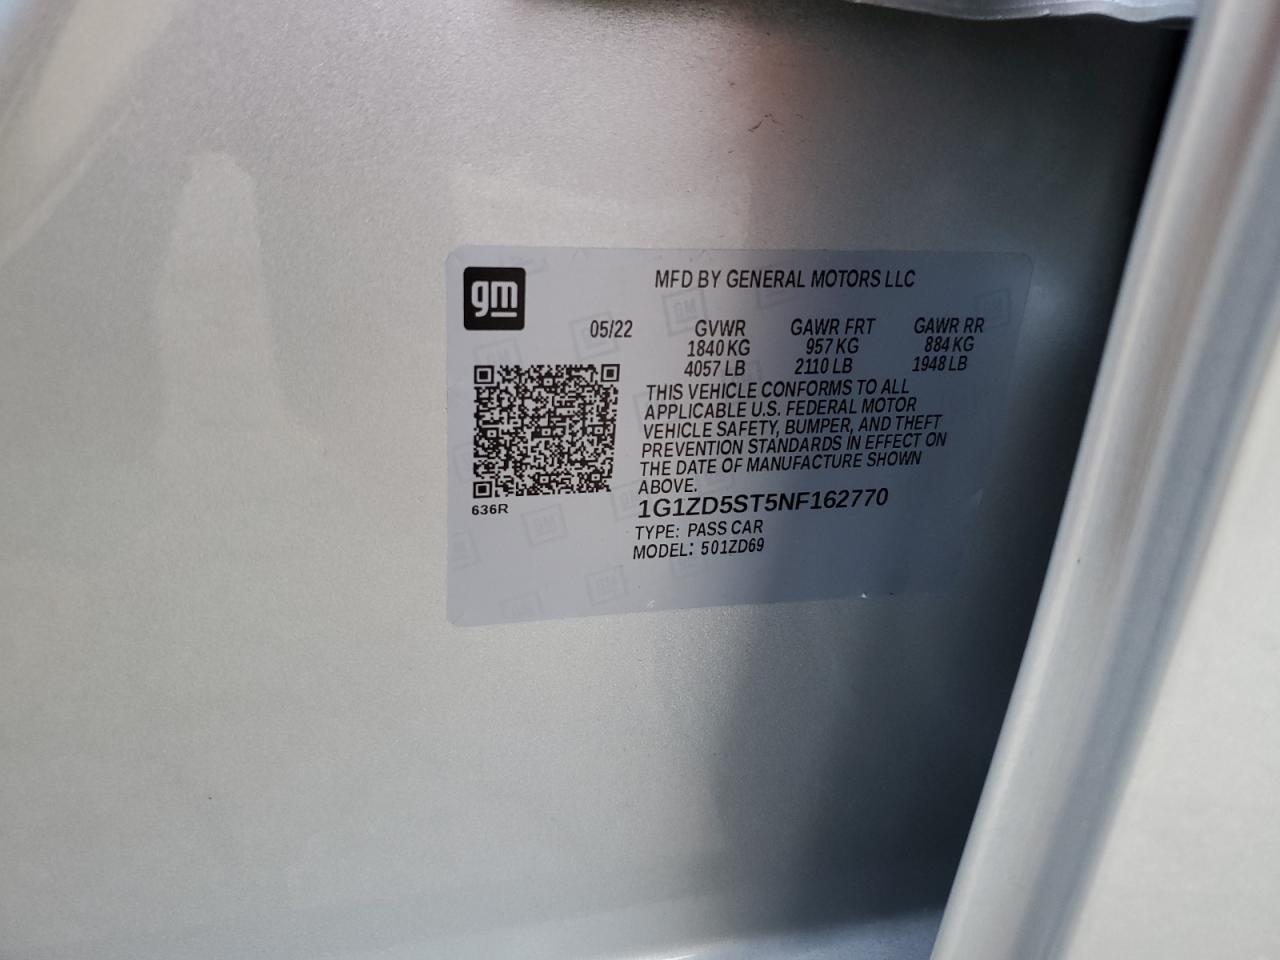 gm
MFD BY GENERAL MOTORS LLC
05/22 GVWR GAWR FRT GAWR RR
1840 KG 957 KG 884 KG
4057 LB 2110 LB 1948 LB
THIS VEHICLE CONFORMS TO ALL
APPLICABLE U.S. FEDERAL MOTOR
VEHICLE SAFETY, BUMPER, AND THEFT
PREVENTION STANDARDS IN EFFECT ON
THE DATE OF MANUFACTURE SHOWN
ABOVE.
636R
1G1ZD5ST5NF162770
TYPE: PASS CAR
MODEL: 501ZD69